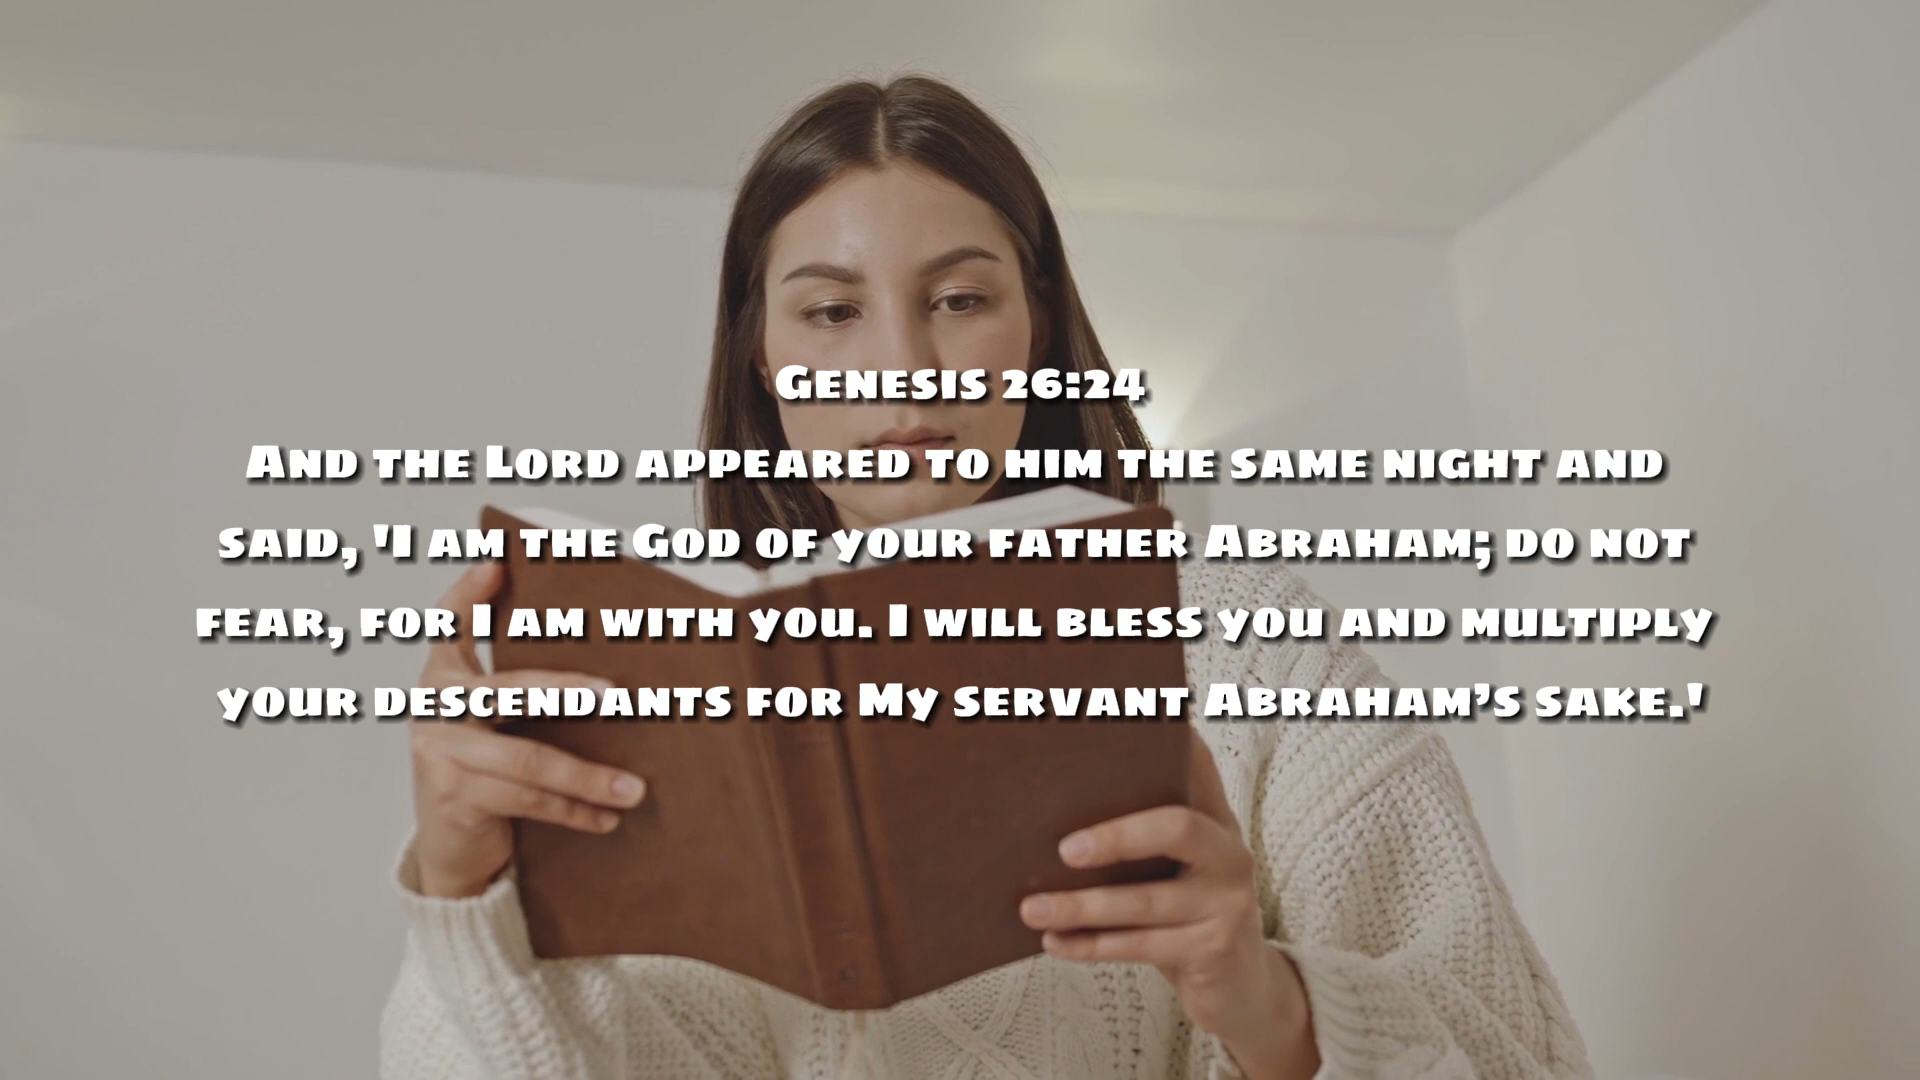 Genesis 26:24
And the Lord appeared to him the same night and
said, 'I am the God of your father Abraham; do not
fear, for I am with you. I will bless you and multiply
your descendants for My servant Abraham’s sake.'